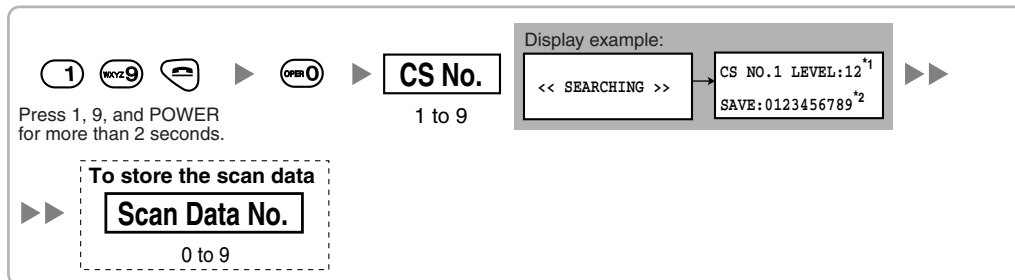 Display example:
1) wxyz9 OPER0 CS No. << SEARCHING >> CS NO.1 LEVEL:12*1
SAVE:0123456789*2
Press 1, 9, and POWER
for more than 2 seconds.
1 to 9
To store the scan data
Scan Data No.
0 to 9